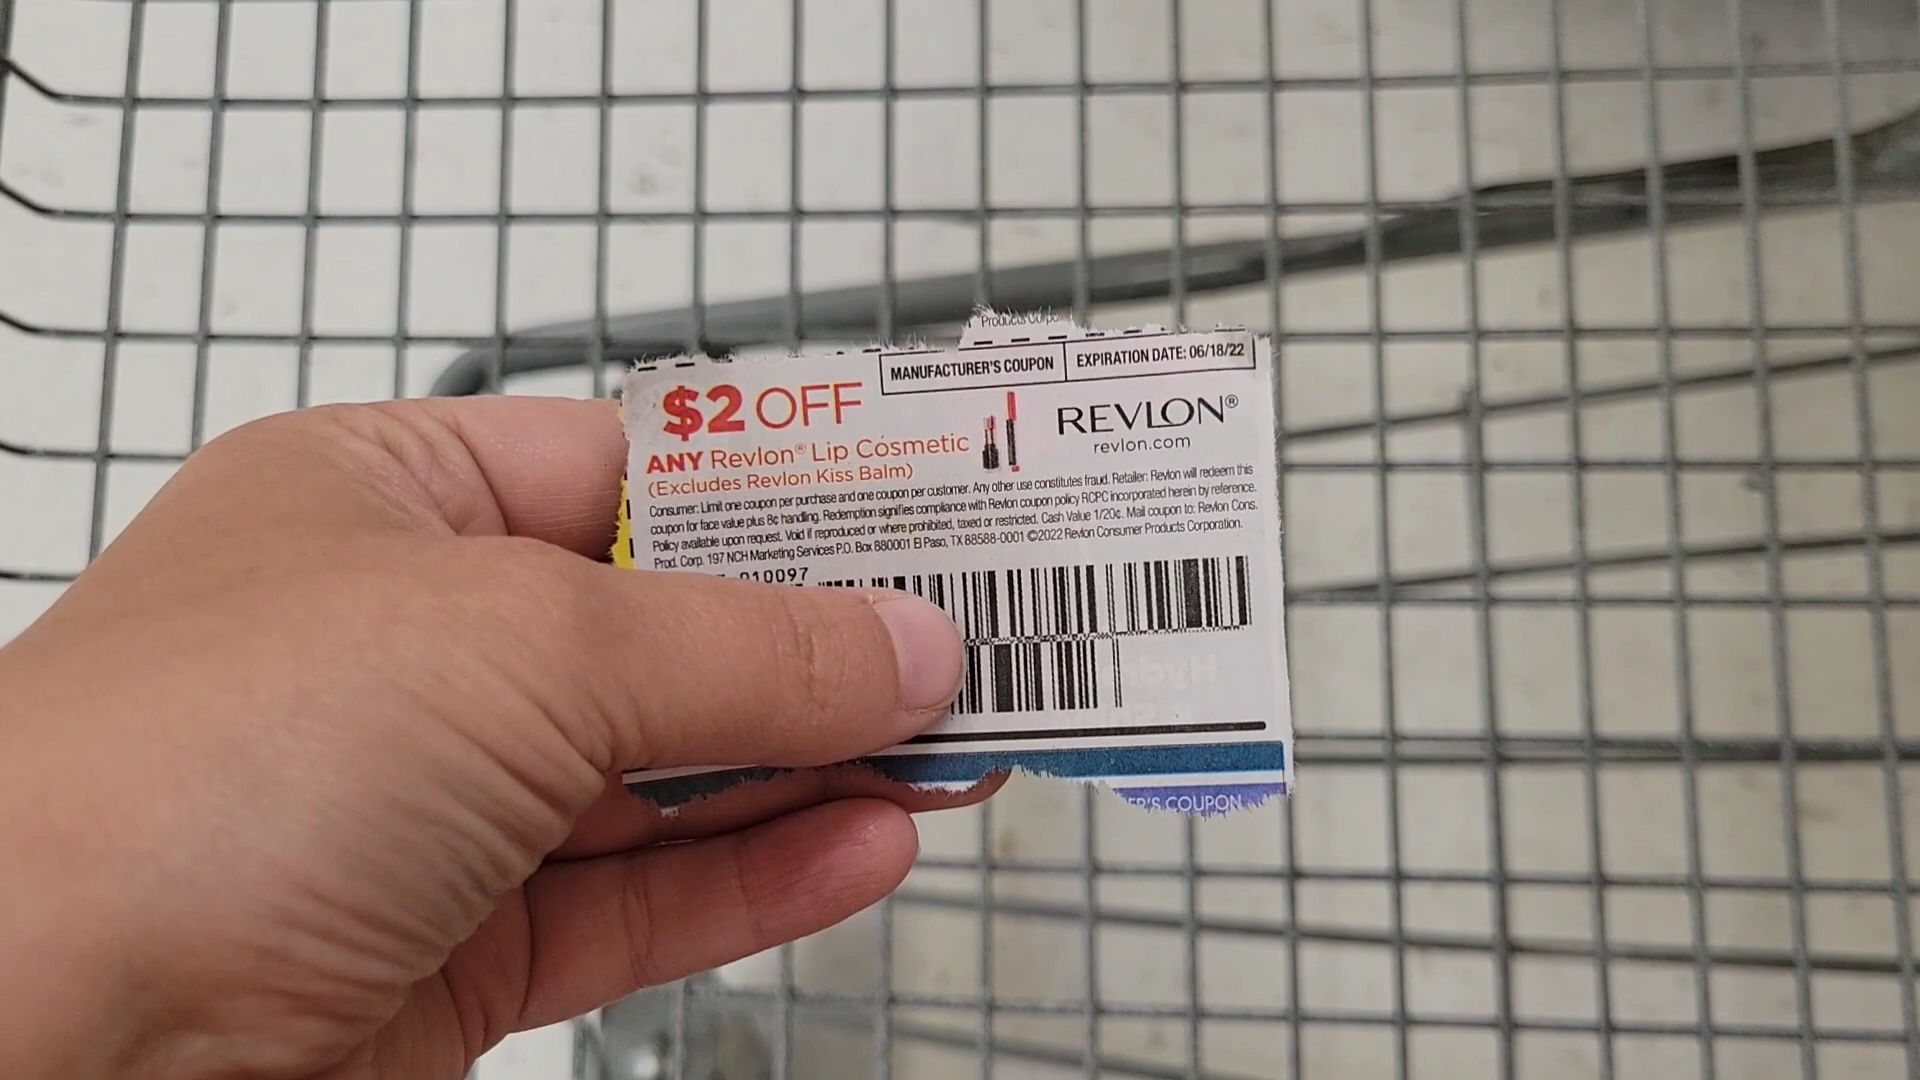 Products Corpo
MANUFACTURER'S COUPON
EXPIRATION DATE: 06/18/22
$2 OFF
ANY Revlon® Lip Cosmetic
(Excludes Revlon Kiss Balm)
REVLON®
revlon.com
Consumer: Limit one coupon per purchase and one coupon per customer. Any other use constitutes fraud. Retailer: Revlon will redeem this
coupon for face value plus 8¢ handling. Redemption signifies compliance with Revlon coupon policy RCPC incorporated herein by reference.
Policy available upon request. Void if reproduced or where prohibited, taxed or restricted. Cash Value 1/20¢. Mail coupon to: Revlon Cons.
Prod. Corp. 197 NCH Marketing Services P.O. Box 880001 El Paso, TX 88588-0001 ©2022 Revlon Consumer Products Corporation.
010097
ER'S COUPON